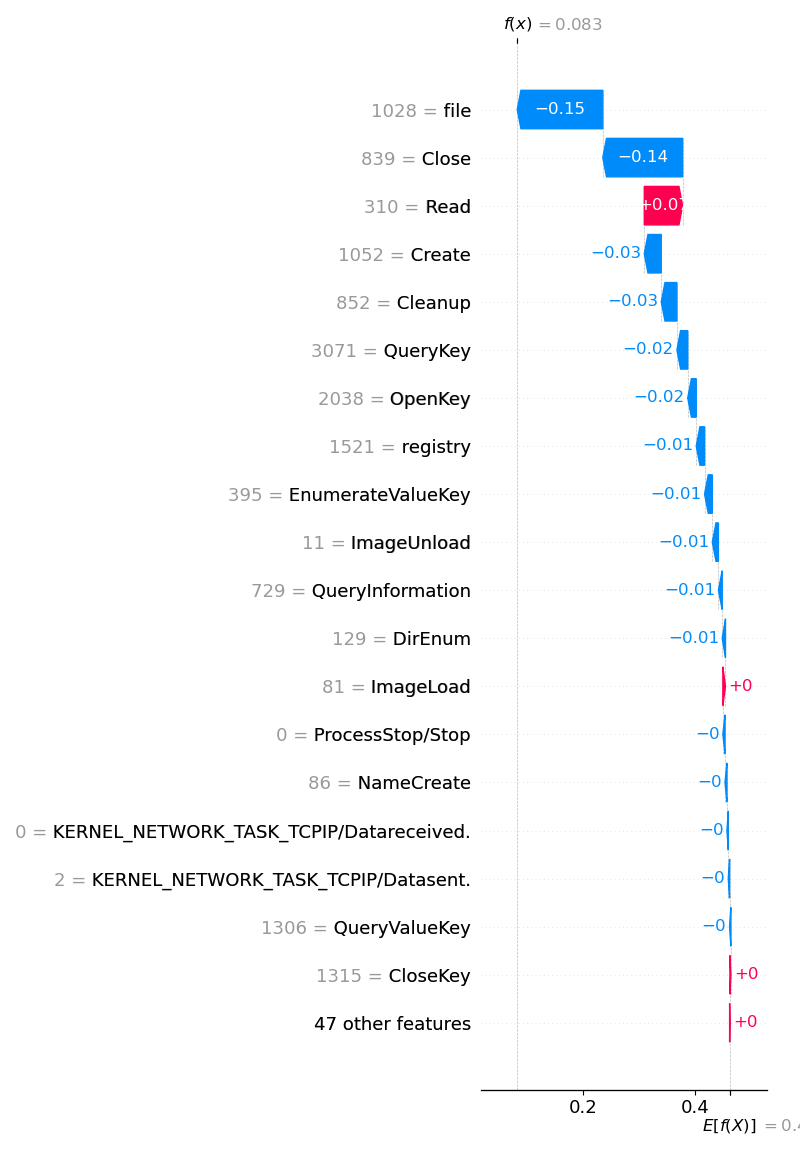 f(x) = 0.083
1028 = file −0.15
839 = Close −0.14
310 = Read
1052 = Create −0.03
852 = Cleanup −0.03
3071 = QueryKey −0.02
2038 = OpenKey −0.02
1521 = registry −0.01
395 = EnumerateValueKey −0.01
11 = ImageUnload −0.01
729 = QueryInformation −0.01
129 = DirEnum −0.01
81 = ImageLoad +0
0 = ProcessStop/Stop −0
86 = NameCreate −0
0 = KERNEL_NETWORK_TASK_TCPIP/Datareceived. −0
2 = KERNEL_NETWORK_TASK_TCPIP/Datasent. −0
1306 = QueryValueKey −0
1315 = CloseKey +0
47 other features +0
0.2 0.4
E[f(X)] =